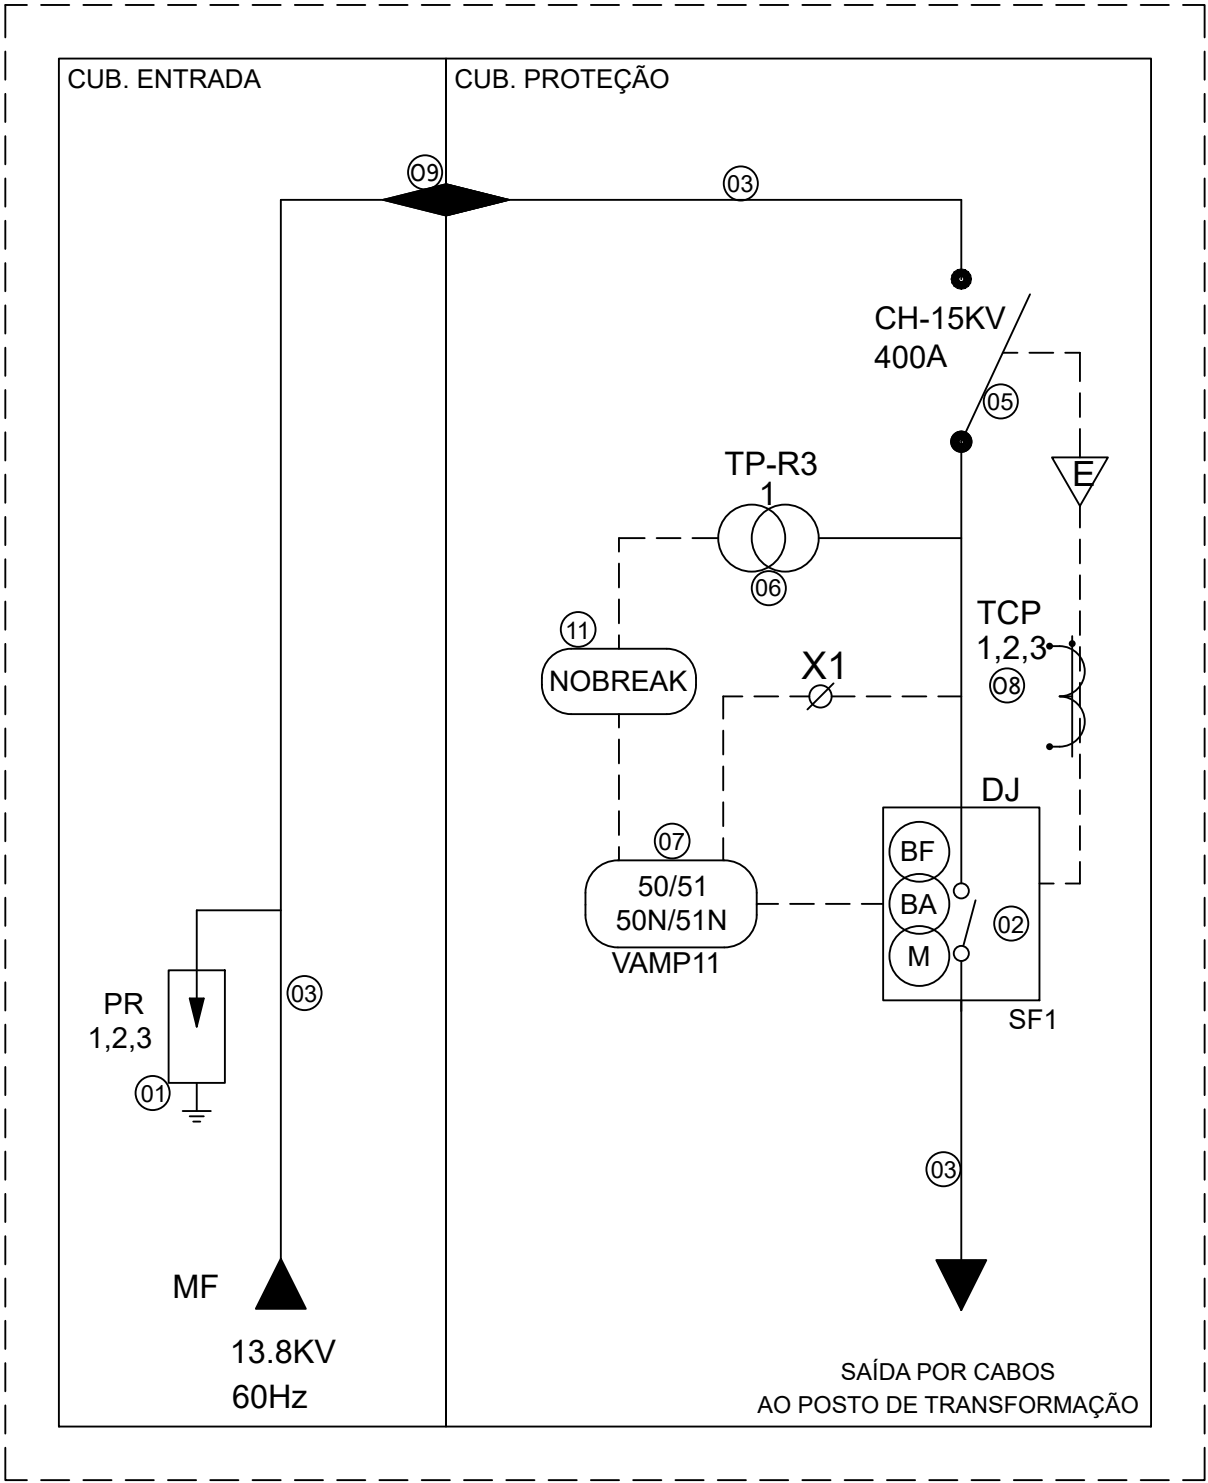 CUB. ENTRADA
CUB. PROTEÇÃO
O9
03
CH-15KV
400A
05
E
TP-R3
1
06
TCP
1,2,3
O8
11
NOBREAK
X1
DJ
07
50/51
50N/51N
VAMP11
BF
BA
M
02
SF1
PR
1,2,3
01
03
03
MF
13.8KV
60Hz
SAÍDA POR CABOS
AO POSTO DE TRANSFORMAÇÃO